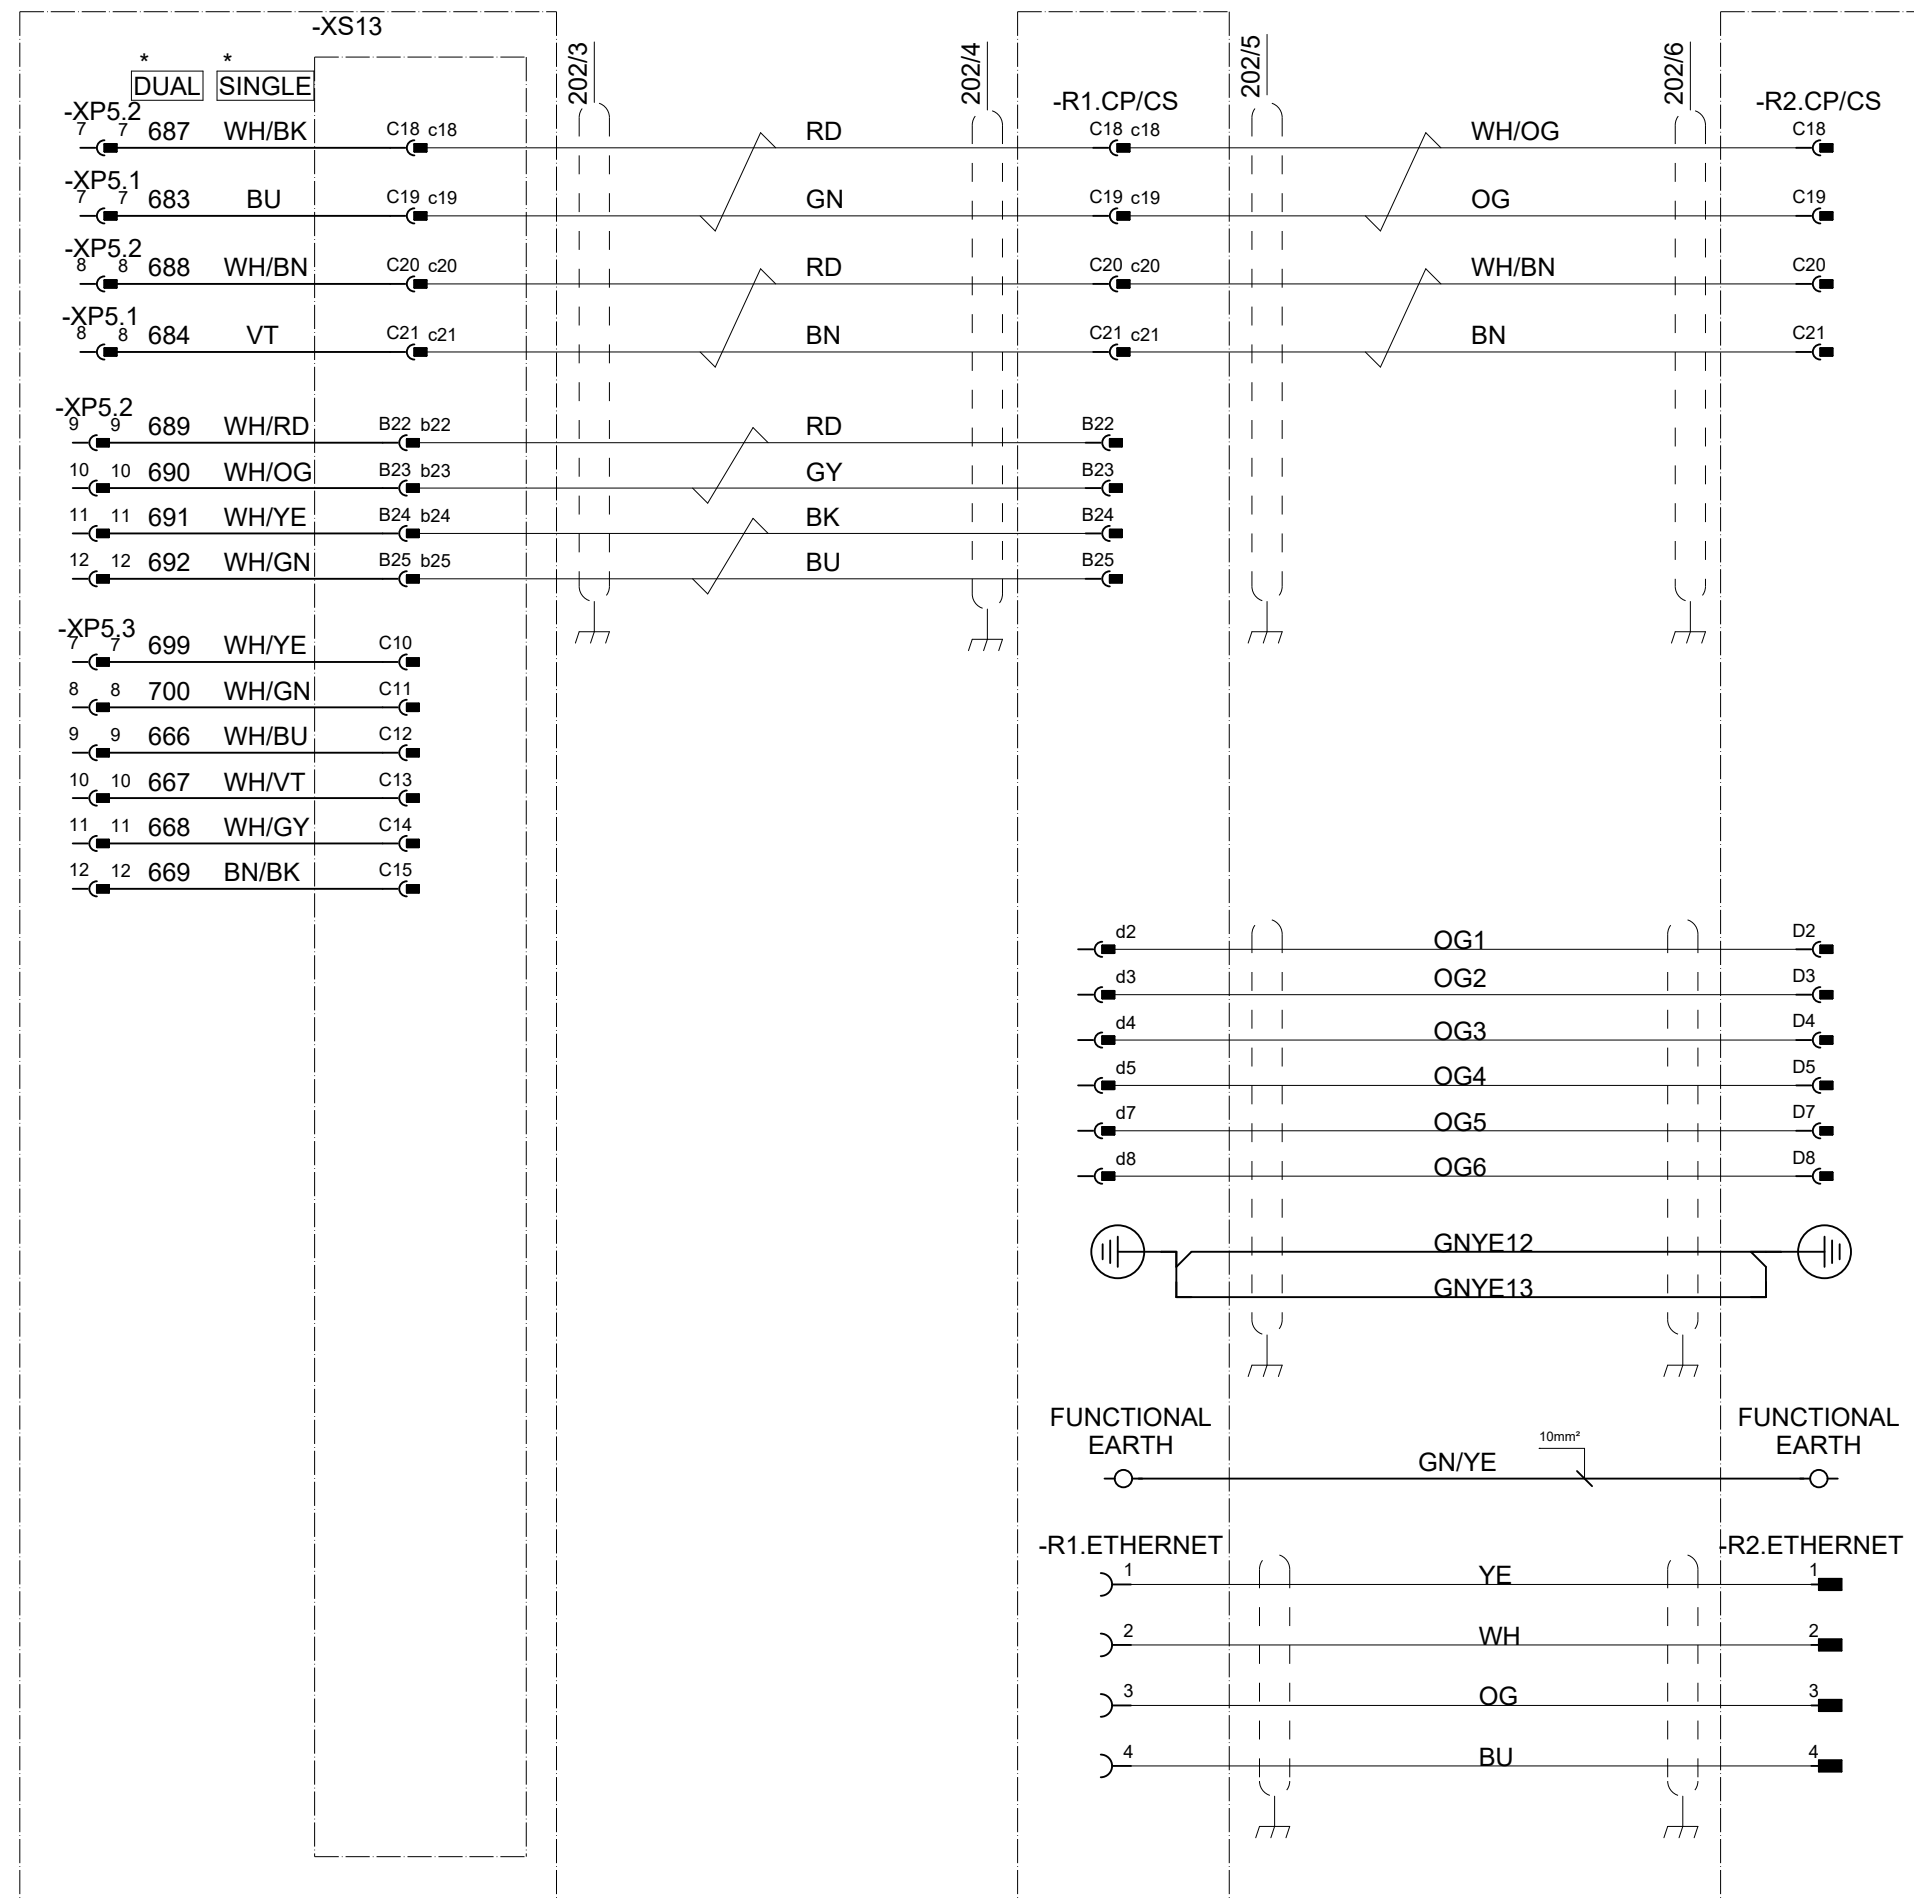 -XS13
* *
DUAL SINGLE
202/3 202/4 202/5 202/6
-R1.CP/CS -R2.CP/CS
-XP5.2
7 7 687 WH/BK C18 c18 RD C18 c18 WH/OG C18
-XP5.1
7 7 683 BU C19 c19 GN C19 c19 OG C19
-XP5.2
8 8 688 WH/BN C20 c20 RD C20 c20 WH/BN C20
-XP5.1
8 8 684 VT C21 c21 BN C21 c21 BN C21
-XP5.2
9 9 689 WH/RD B22 b22 RD B22
10 10 690 WH/OG B23 b23 GY B23
11 11 691 WH/YE B24 b24 BK B24
12 12 692 WH/GN B25 b25 BU B25
-XP5.3
7 7 699 WH/YE C10
8 8 700 WH/GN C11
9 9 666 WH/BU C12
10 10 667 WH/VT C13
11 11 668 WH/GY C14
12 12 669 BN/BK C15
d2 OG1 D2
d3 OG2 D3
d4 OG3 D4
d5 OG4 D5
d7 OG5 D7
d8 OG6 D8
GNYE12
GNYE13
FUNCTIONAL FUNCTIONAL
EARTH EARTH
GN/YE 10mm²
-R1.ETHERNET -R2.ETHERNET
1 YE 1
2 WH 2
3 OG 3
4 BU 4